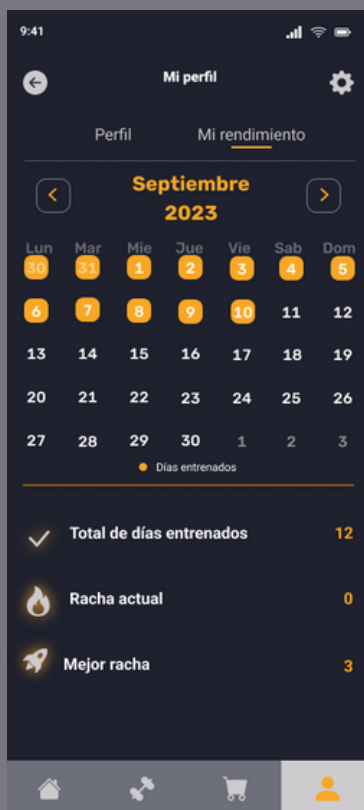 9:41
Mi perfil
Perfil Mi rendimiento
Septiembre
2023
Lun Mar Mie Jue Vie Sab Dom
30 31 1 2 3 4 5
6 7 8 9 10 11 12
13 14 15 16 17 18 19
20 21 22 23 24 25 26
27 28 29 30 1 2 3
Días entrenados
Total de días entrenados 12
Racha actual 0
Mejor racha 3